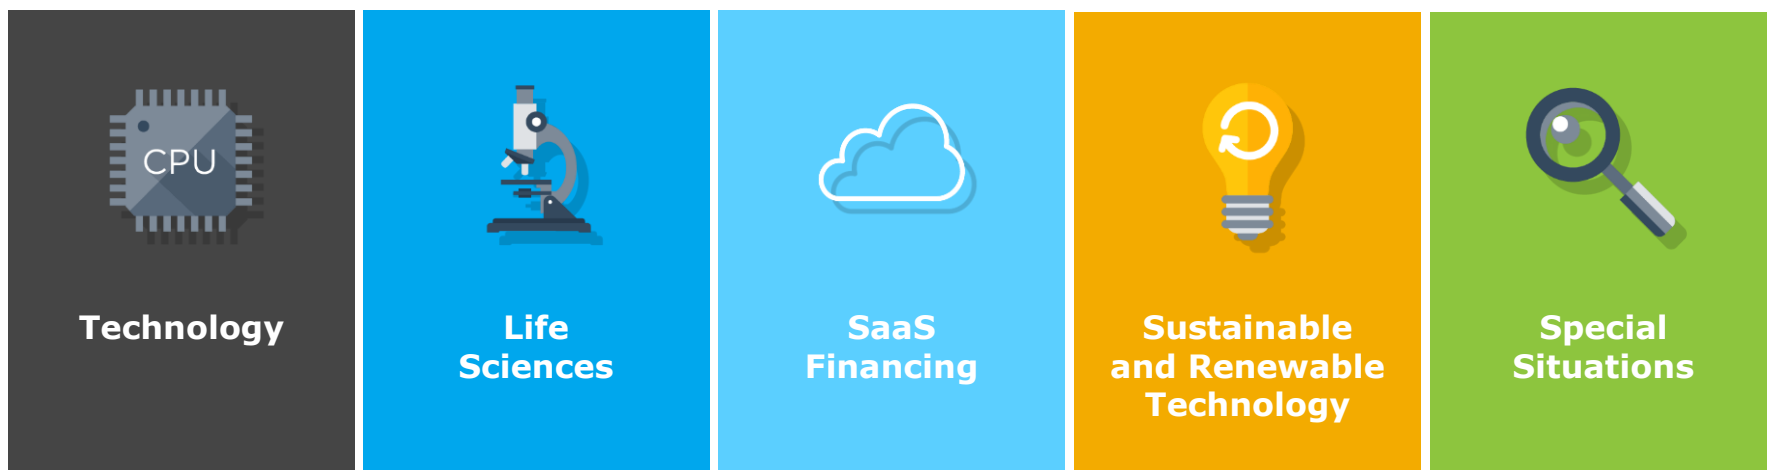 CPU
Technology
Life
Sciences
SaaS
Financing
Sustainable
and Renewable
Technology
Special
Situations